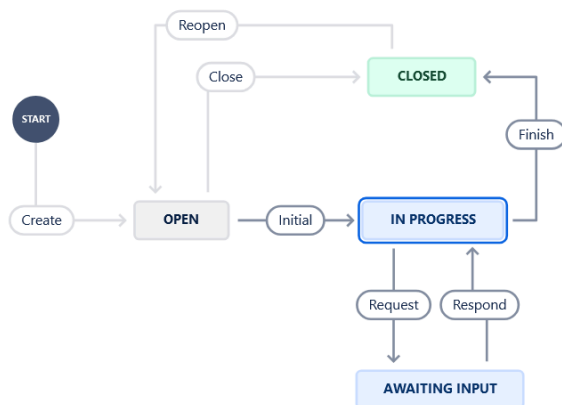 Reopen
Close
CLOSED
START
Finish
Create
OPEN
Initial
IN PROGRESS
Request
Respond
AWAITING INPUT